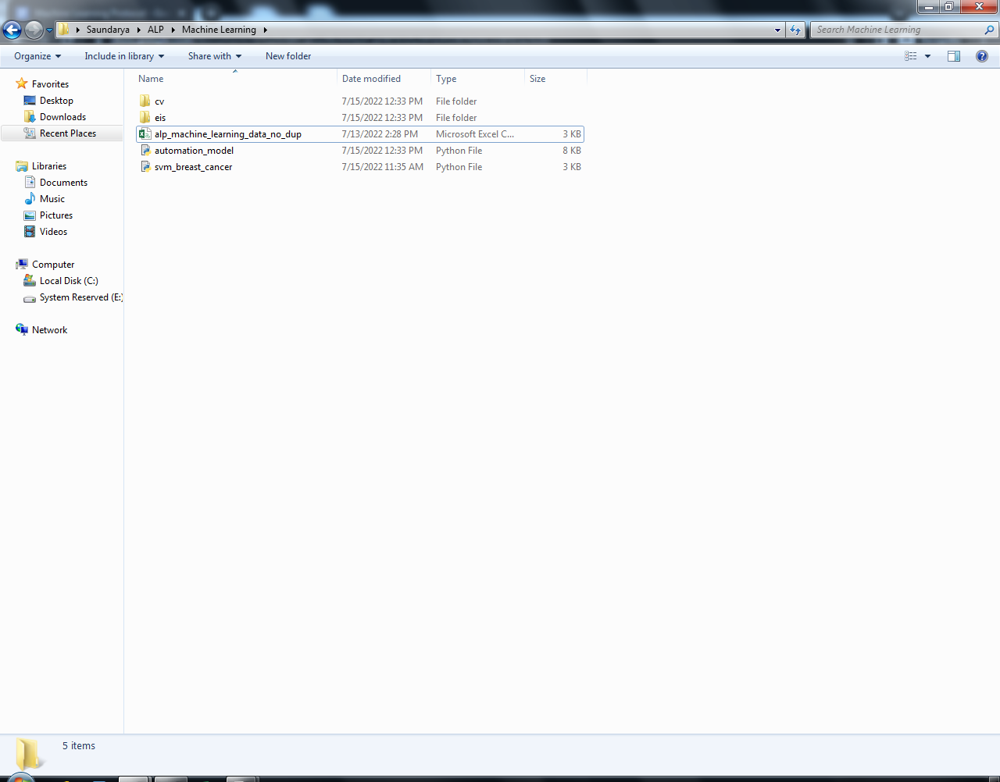 Saundarya ALP Machine Learning Search Machine Learning
Organize Include in library Share with New folder
Name Date modified Type Size
Favorites
Desktop
Downloads
Recent Places
Libraries
Documents
Music
Pictures
Videos
Computer
Local Disk (C:)
System Reserved (E:)
Network
cv 7/15/2022 12:33 PM File folder
eis 7/15/2022 12:33 PM File folder
alp_machine_learning_data_no_dup 7/13/2022 2:28 PM Microsoft Excel C... 3 KB
automation_model 7/15/2022 12:33 PM Python File 8 KB
svm_breast_cancer 7/15/2022 11:35 AM Python File 3 KB
5 items